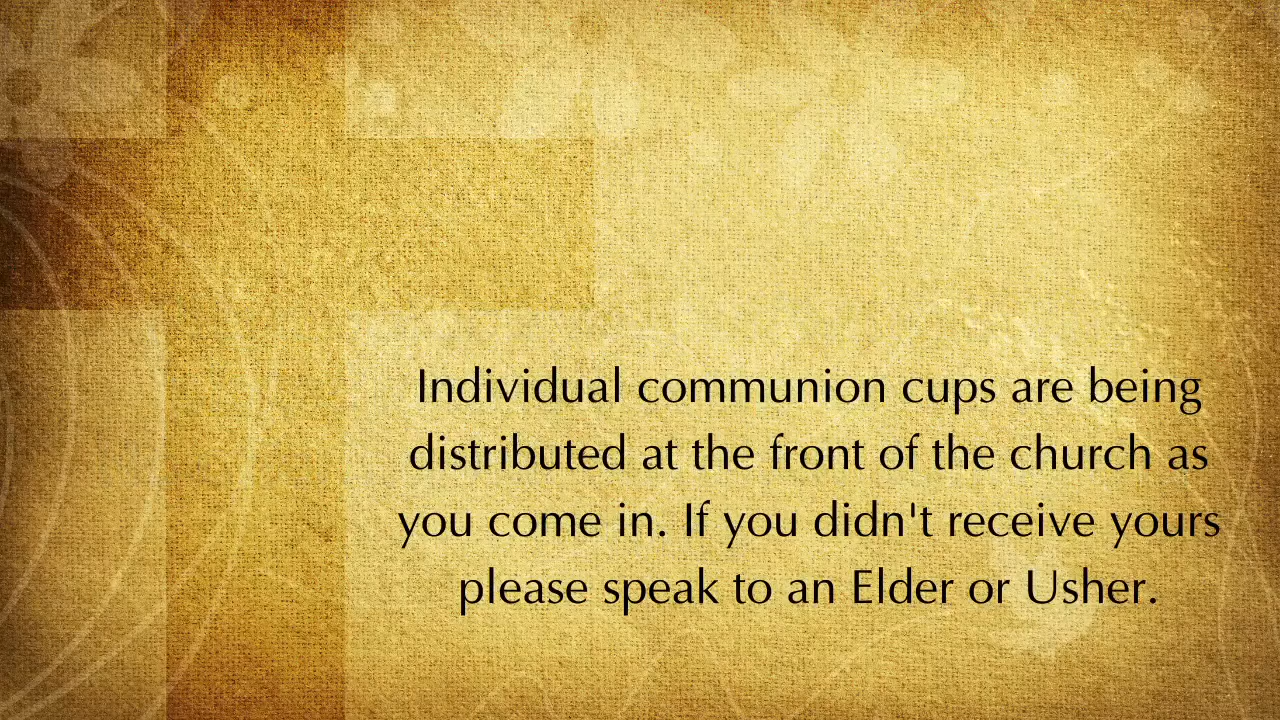 Individual communion cups are being
distributed at the front of the church as
you come in. If you didn't receive yours
please speak to an Elder or Usher.